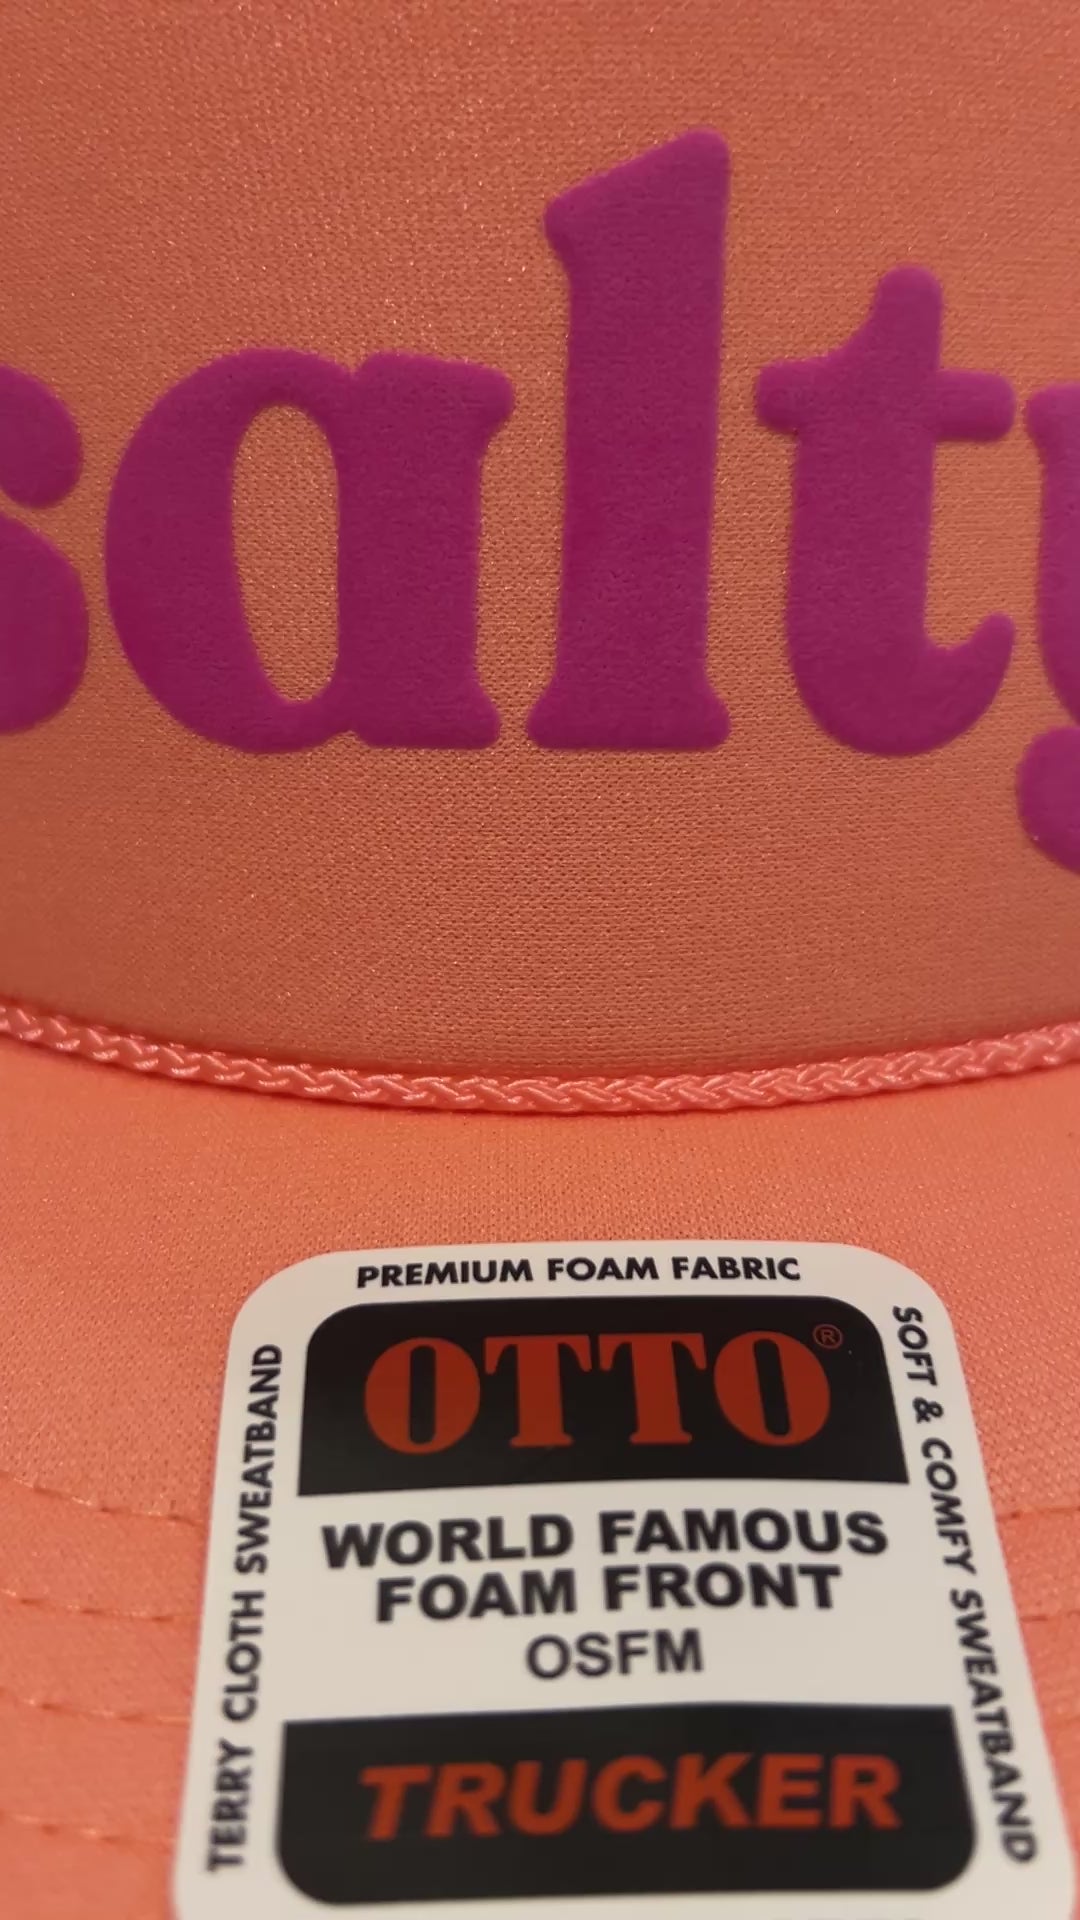 salty
PREMIUM FOAM FABRIC
OTTO®
WORLD FAMOUS
FOAM FRONT
OSFM
TRUCKER
TERRY CLOTH SWEATBAND
SOFT & COMFY SWEATBAND